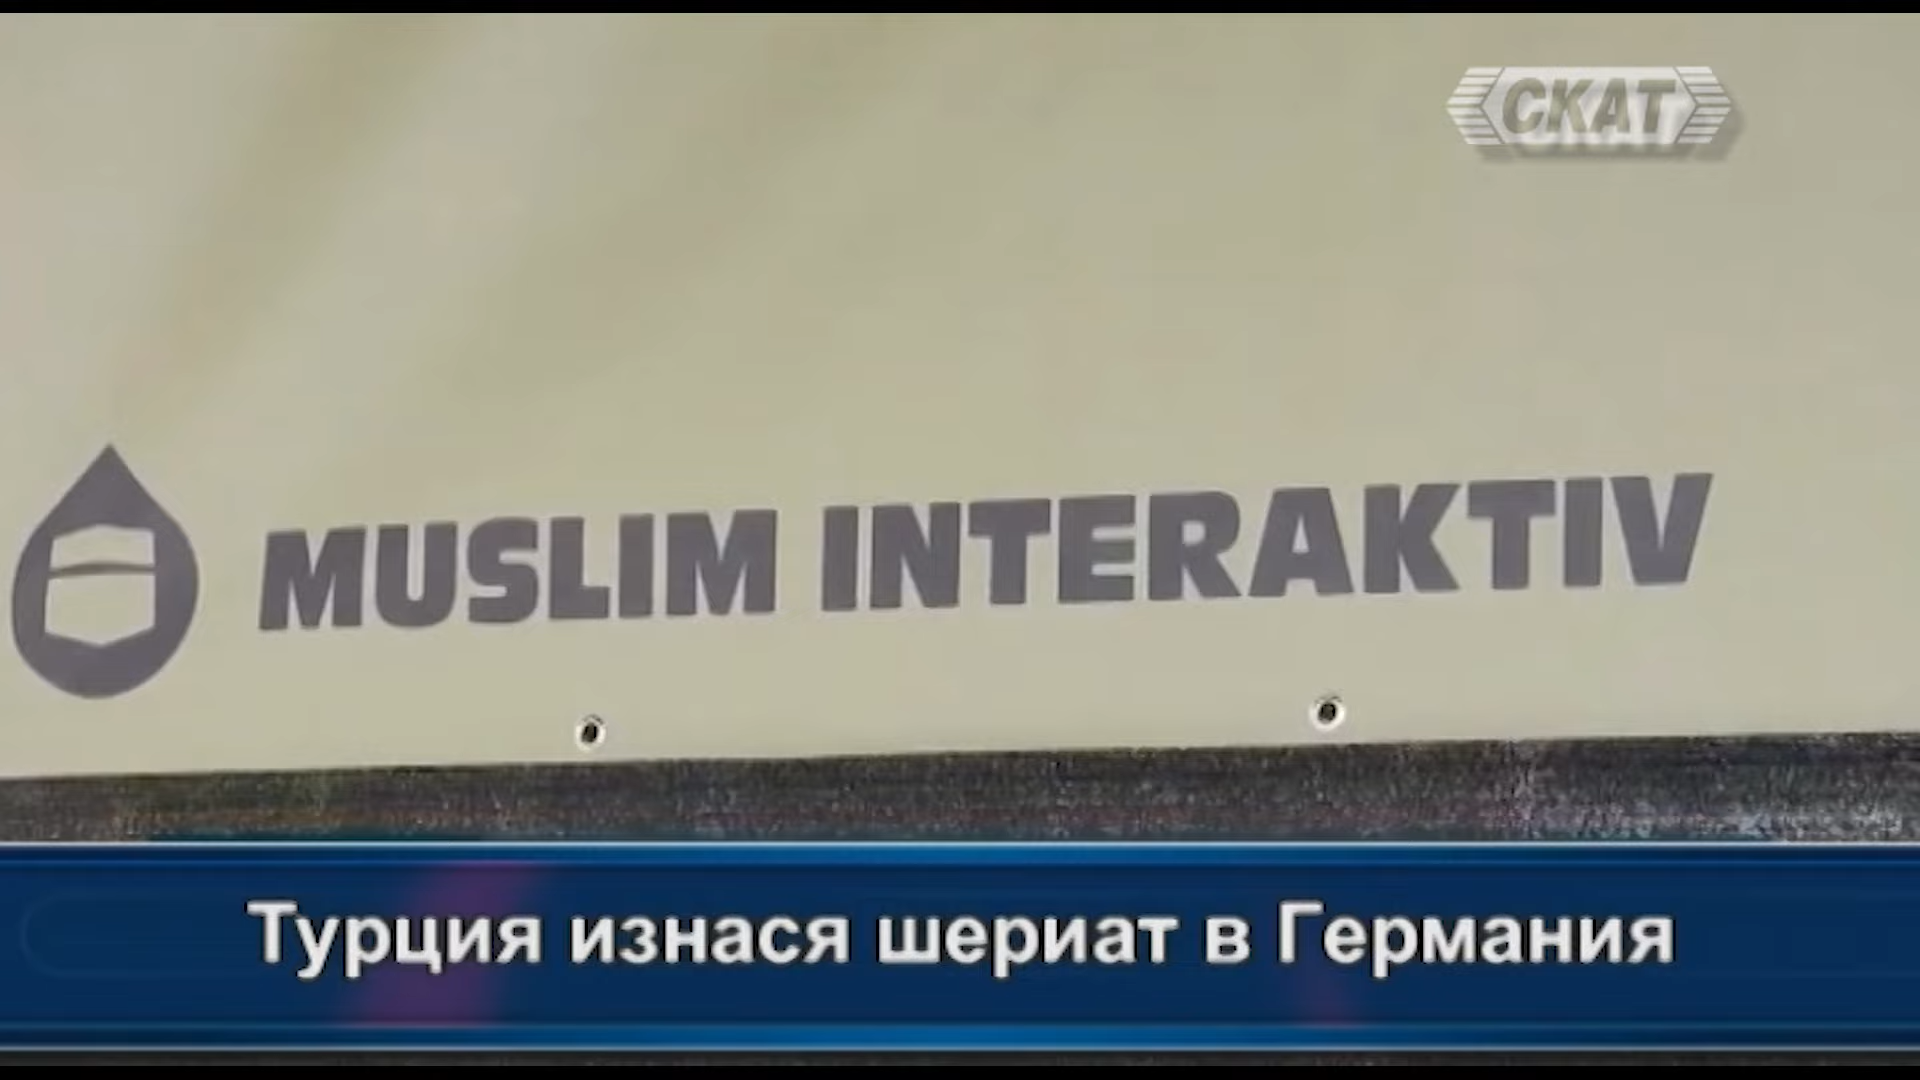 СКАТ
MUSLIM INTERAKTIV
Турция изнася шериат в Германия